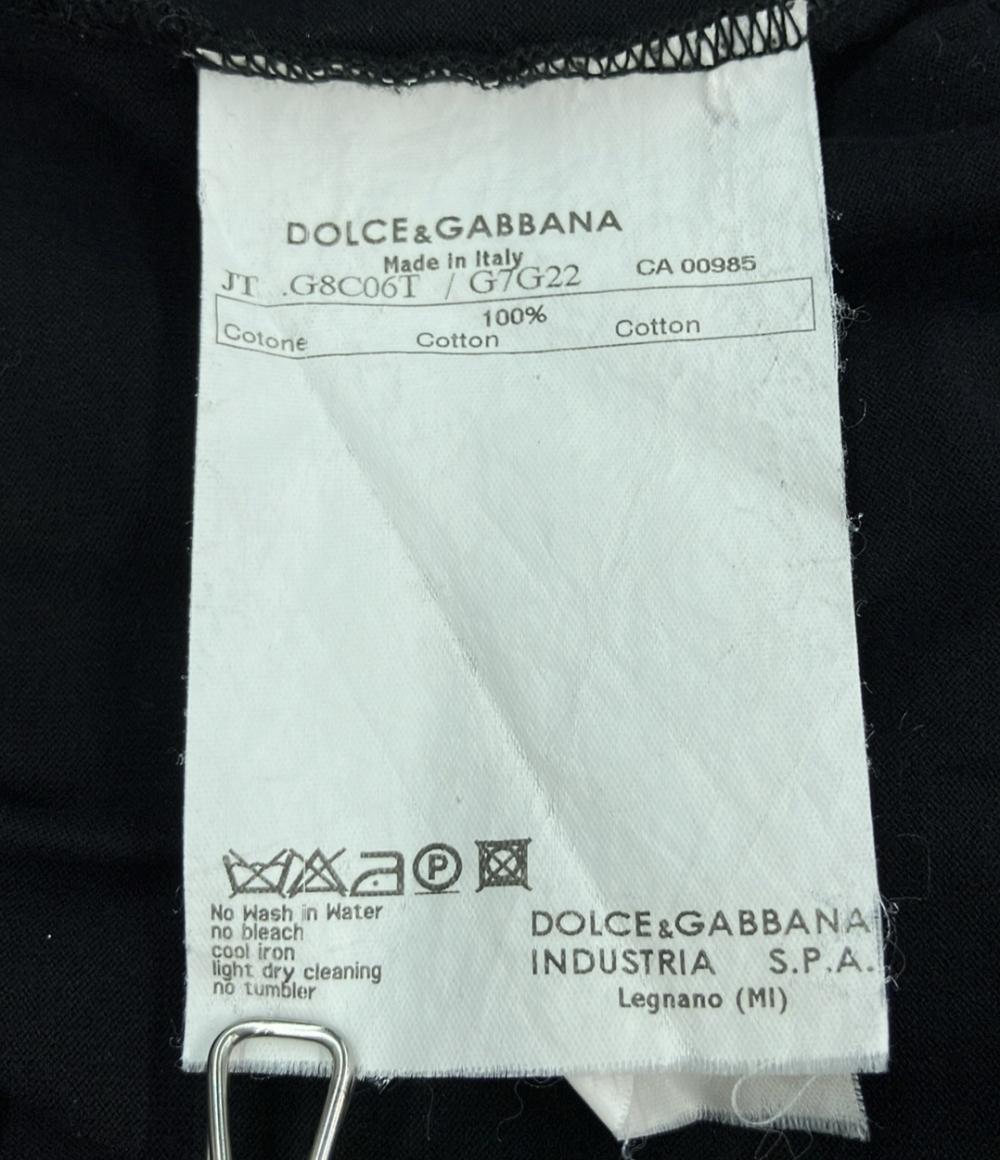 DOLCE&GABBANA
Made in Italy
CA 00985
JT .G8C06T / G7G22
100%
Cotone Cotton Cotton
P
No Wash in Water
no bleach
cool iron
light dry cleaning
no tumbler
DOLCE&GABBANA
INDUSTRIA S.P.A.
Legnano (MI)